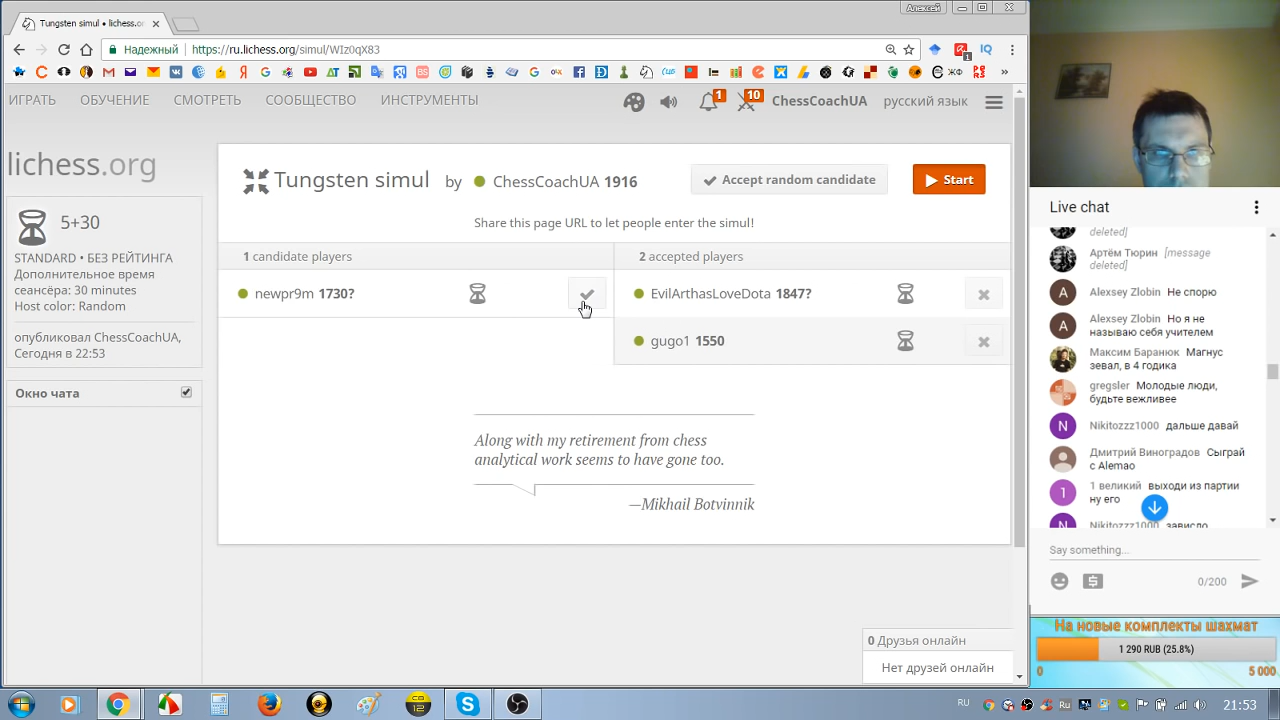 Tungsten simul • lichess.or
Алексей
Надежный
https://ru.lichess.org/simul/WIz0qX83
ИГРАТЬ
ОБУЧЕНИЕ
СМОТРЕТЬ
СООБЩЕСТВО
ИНСТРУМЕНТЫ
1
10
ChessCoachUA
русский язык
lichess.org
5+30
STANDARD • БЕЗ РЕЙТИНГА
Дополнительное время
сеансёра: 30 minutes
Host color: Random
опубликовал ChessCoachUA,
Сегодня в 22:53
Окно чата
Tungsten simul by ChessCoachUA 1916
Accept random candidate
Start
Share this page URL to let people enter the simul!
1 candidate players
2 accepted players
newpr9m 1730?
EvilArthasLoveDota 1847?
gugo1 1550
Along with my retirement from chess
analytical work seems to have gone too.
—Mikhail Botvinnik
0 Друзья онлайн
Нет друзей онлайн
Live chat
deleted]
Артём Тюрин [message
deleted]
Alexsey Zlobin Не спорю
Alexsey Zlobin Но я не
называю себя учителем
Максим Баранюк Магнус
зевал, в 4 годика
gregsler Молодые люди,
будьте вежливее
Nikitozzz1000 дальше давай
Дмитрий Виноградов Сыграй
с Alemao
1 великий выходи из партии
ну его
Nikitozzz1000 зависло
Say something...
0/200
На новые комплекты шахмат
1 290 RUB (25.8%)
0
5 000
RU
21:53